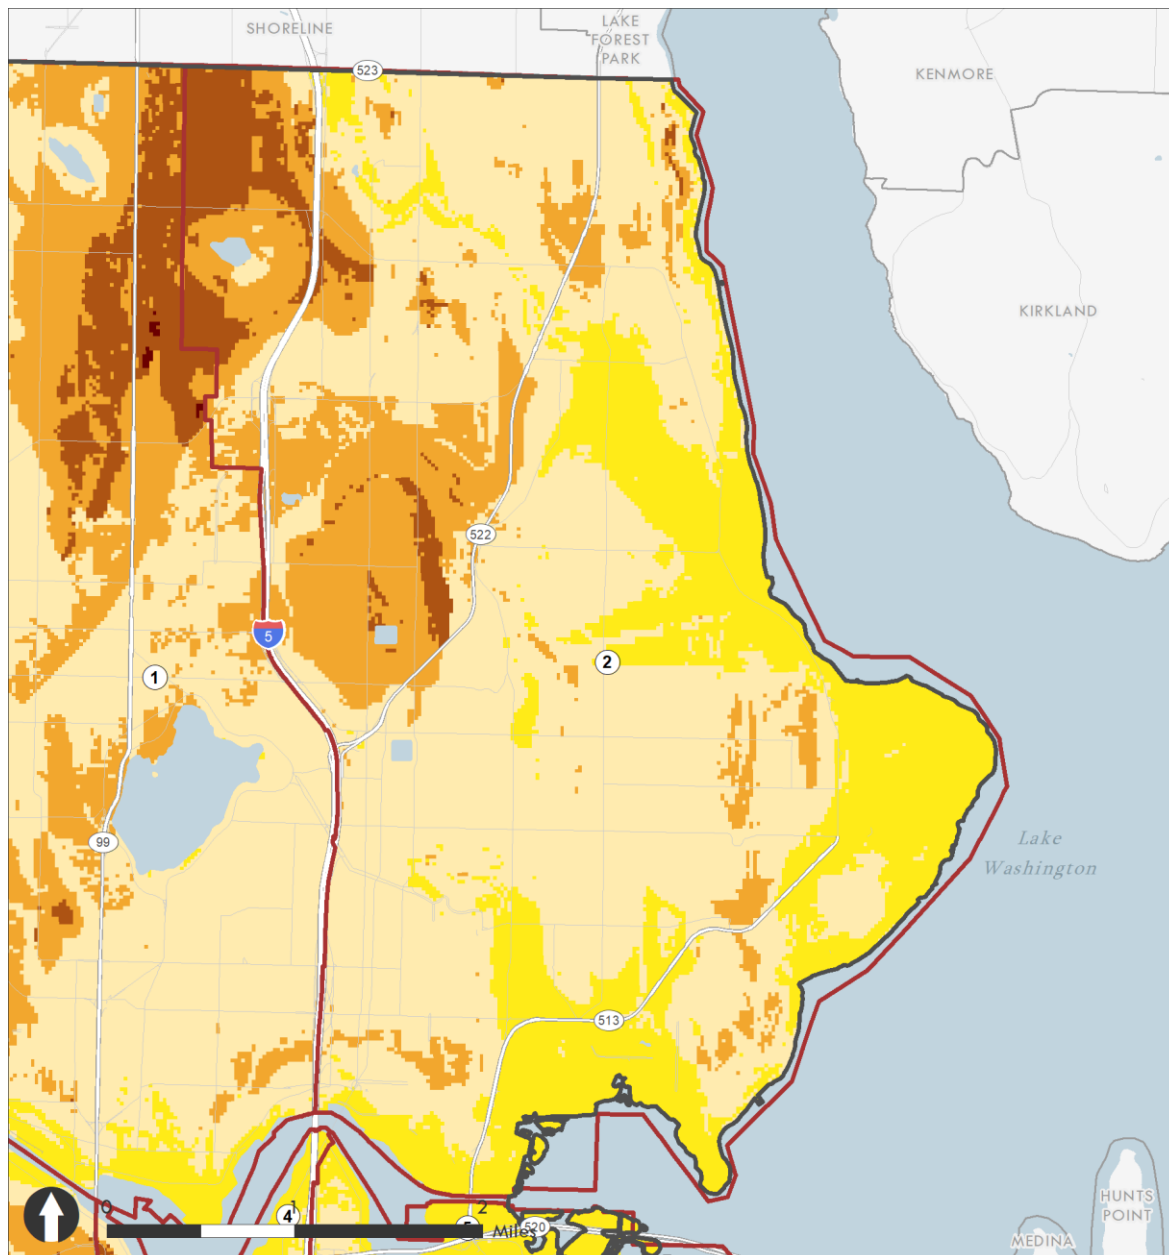 SHORELINE
LAKE
FOREST
PARK
523
KENMORE
KIRKLAND
522
5
1
2
99
Lake
Washington
513
HUNTS
POINT
MEDINA
0
1
2
Miles
4
5
520